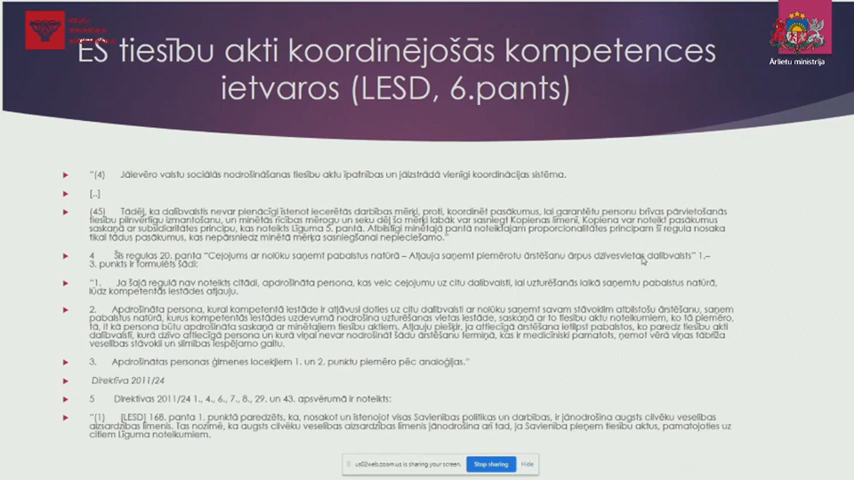 ES tiesību akti koordinējošās kompetences
ietvaros (LESD, 6.pants)
Ārlietu ministrija
"(4) Jāievēro valstu sociālās nodrošināšanas tiesību aktu īpatnības un jāizstrādā vienīgi koordinācijas sistēma.
[..]
(45) Tādēļ, ka dalībvalstis nevar pienācīgi īstenot iecerētās darbības mērķi, proti, koordinēt pasākumus, lai garantētu personu brīvas pārvietošanās
tiesību pilnvērtīgu izmantošanu, un minētās rīcības mērogu un seku dēļ šo mērķi labāk var sasniegt Kopienas līmenī, Kopiena var noteikt pasākumus
saskaņā ar subsidiaritātes principu, kas noteikts Līguma 5. pantā. Atbilstīgi minētajā pantā noteiktajam proporcionalitātes principam šī regula nosaka
tikai tādus pasākumus, kas nepārsniedz minētā mērķa sasniegšanai nepieciešamo."
4 Šīs regulas 20. panta "Ceļojums ar nolūku saņemt pabalstus natūrā – Atļauja saņemt piemērotu ārstēšanu ārpus dzīvesvietas dalībvalsts" 1.–
3. punkts ir formulēts šādi:
"1. Ja šajā regulā nav noteikts citādi, apdrošināta persona, kas veic ceļojumu uz citu dalībvalsti, lai uzturēšanās laikā saņemtu pabalstus natūrā,
lūdz kompetentās iestādes atļauju.
2. Apdrošināta persona, kurai kompetentā iestāde ir atļāvusi doties uz citu dalībvalsti ar nolūku saņemt savam stāvoklim atbilstošu ārstēšanu, saņem
pabalstus natūrā, kurus kompetentās iestādes uzdevumā nodrošina uzturēšanās vietas iestāde, saskaņā ar to tiesību aktu noteikumiem, ko tā piemēro,
tā, it kā persona būtu apdrošināta saskaņā ar minētajiem tiesību aktiem. Atļauju piešķir, ja attiecīgā ārstēšana ietilpst pabalstos, ko paredz tiesību akti
dalībvalstī, kurā dzīvo attiecīgā persona un kurā viņai nevar nodrošināt šādu ārstēšanu termiņā, kas ir medicīniski pamatots, ņemot vērā viņas tābrīža
veselības stāvokli un slimības iespējamo gaitu.
3. Apdrošinātas personas ģimenes locekļiem 1. un 2. punktu piemēro pēc analoģijas."
Direktīva 2011/24
5 Direktīvas 2011/24 1., 4., 6., 7., 8., 29. un 43. apsvērumā ir noteikts:
"(1) [LESD] 168. panta 1. punktā paredzēts, ka, nosakot un īstenojot visas Savienības politikas un darbības, ir jānodrošina augsts cilvēku veselības
aizsardzības līmenis. Tas nozīmē, ka augsts cilvēku veselības aizsardzības līmenis jānodrošina arī tad, ja Savienība pieņem tiesību aktus, pamatojoties uz
citiem Līguma noteikumiem.
us02web.zoom.us is sharing your screen.
Stop sharing
Hide